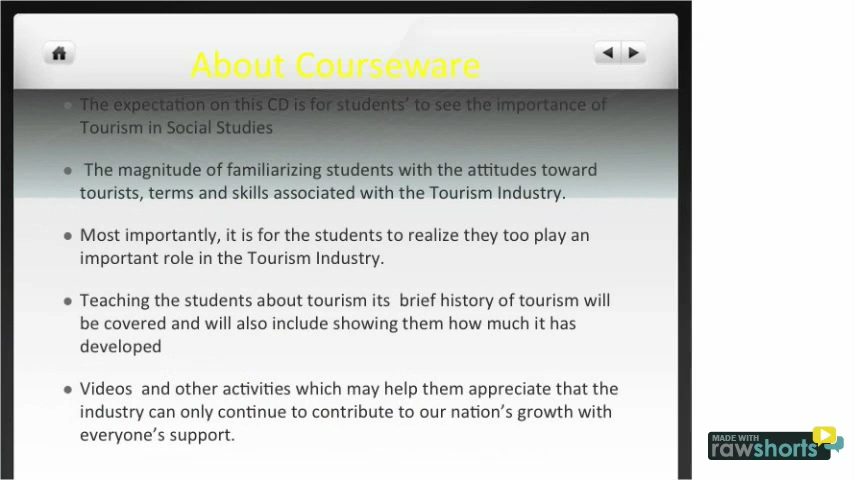 About Courseware
• The expectation on this CD is for students' to see the importance of
Tourism in Social Studies
• The magnitude of familiarizing students with the attitudes toward
tourists, terms and skills associated with the Tourism Industry.
• Most importantly, it is for the students to realize they too play an
important role in the Tourism Industry.
• Teaching the students about tourism its  brief history of tourism will
be covered and will also include showing them how much it has
developed
• Videos  and other activities which may help them appreciate that the
industry can only continue to contribute to our nation's growth with
everyone's support.
MADE WITH
rawshorts